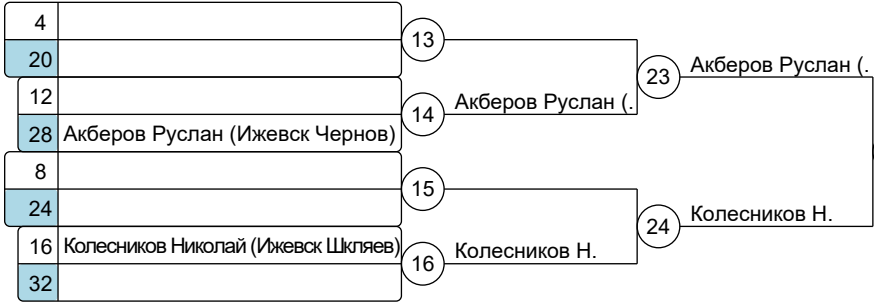 4
13
20
23
Акберов Руслан (.
12
14
Акберов Руслан (.
28 Акберов Руслан (Ижевск Чернов)
8
15
24
24
Колесников Н.
16 Колесников Николай (Ижевск Шкляев)
16
Колесников Н.
32